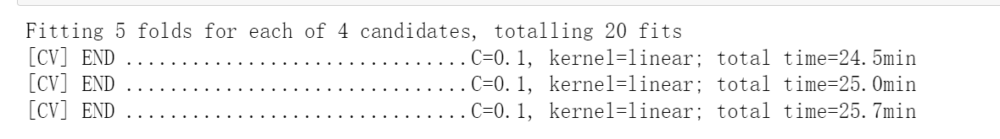 Fitting 5 folds for each of 4 candidates, totalling 20 fits
[CV] END ...............................C=0.1, kernel=linear; total time=24.5min
[CV] END ...............................C=0.1, kernel=linear; total time=25.0min
[CV] END ...............................C=0.1, kernel=linear; total time=25.7min